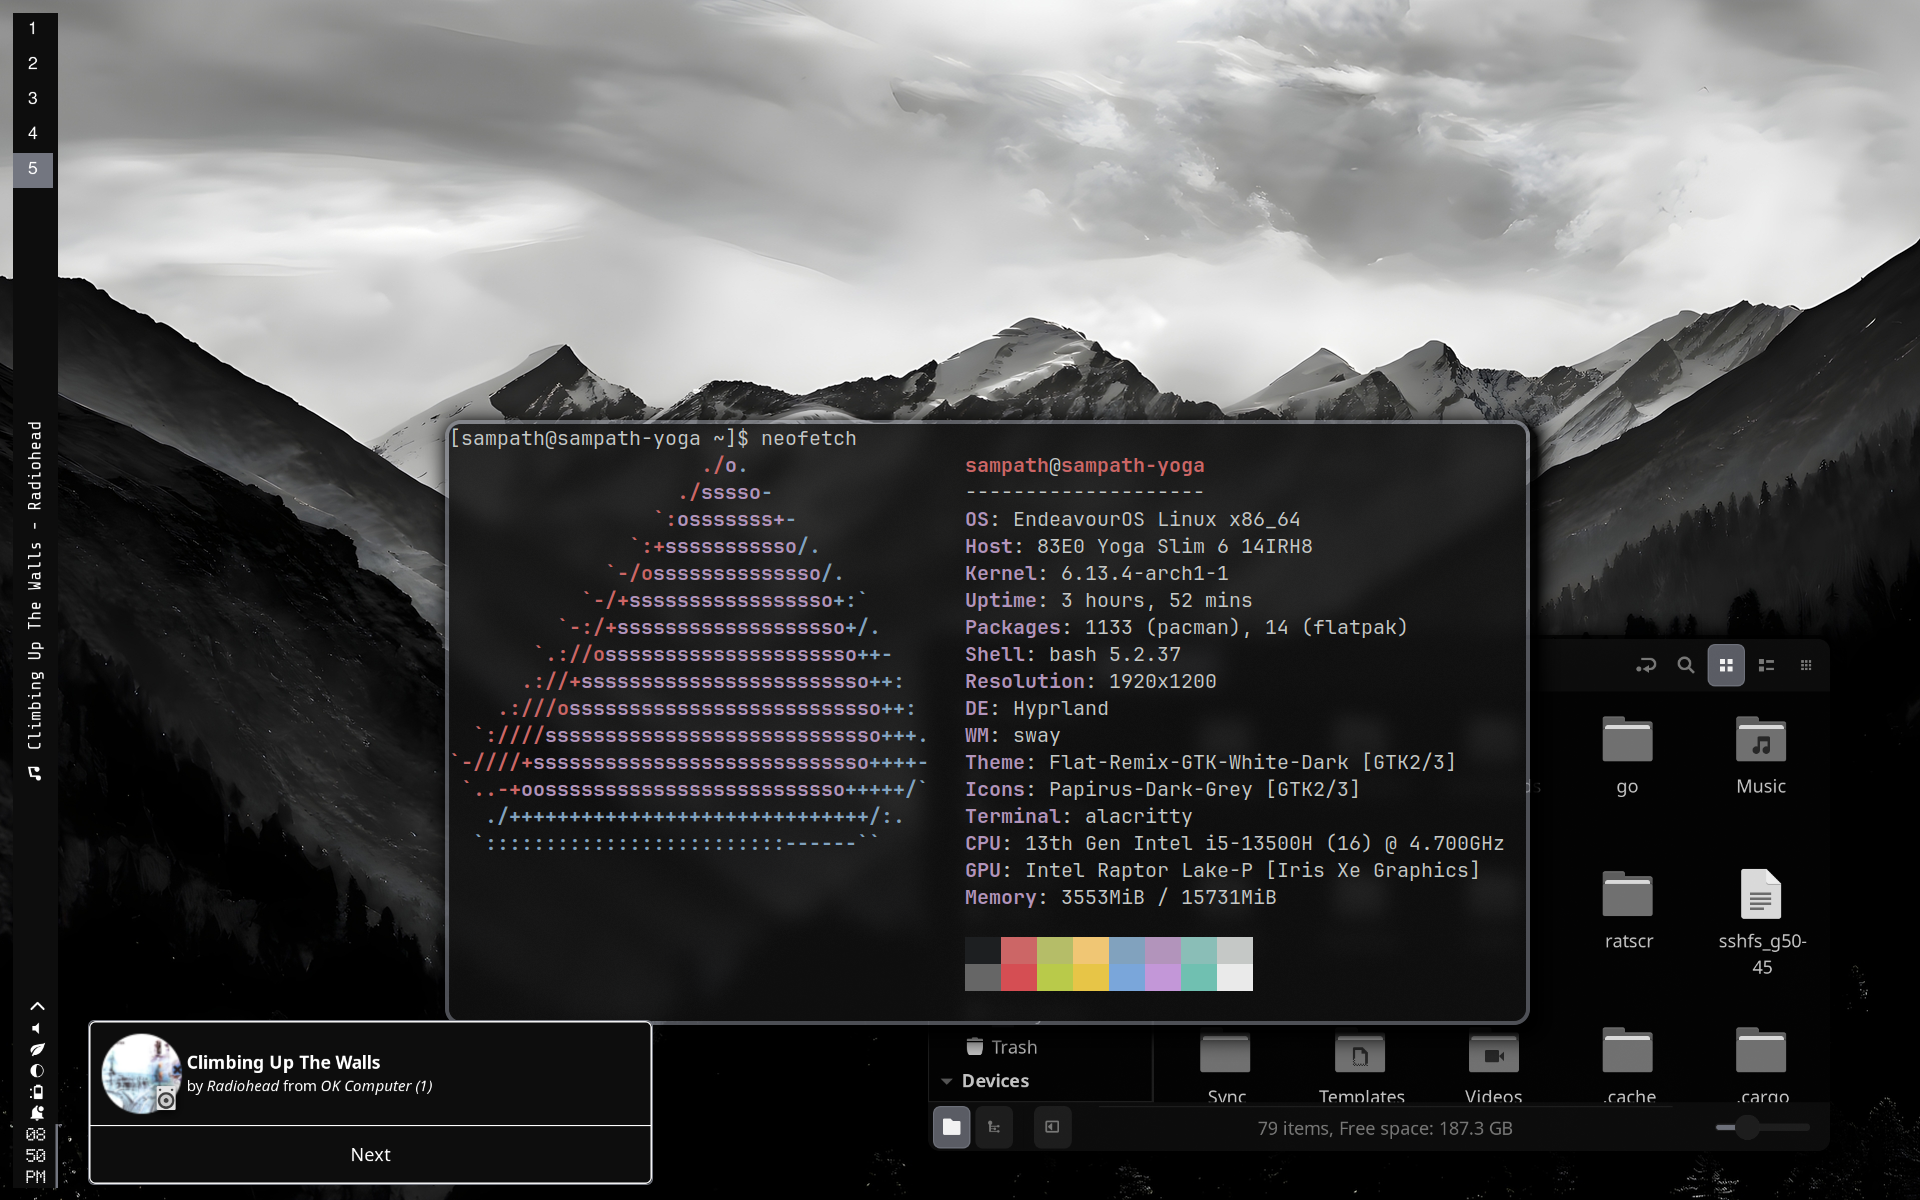 1
2
3
4
5
Climbing Up The Walls - Radiohead
08
50
PM
[sampath@sampath-yoga ~]$ neofetch
./o.
./sssso-
`:osssssss+-
`:+sssssssssso/.
`-/ossssssssssssso/.
`-/+sssssssssssssssso+:`
`-:/+sssssssssssssssssso+/.
`.://osssssssssssssssssssso++-
.://+ssssssssssssssssssssssso++:
.:///ossssssssssssssssssssssssso++:
`:////ssssssssssssssssssssssssssso+++.
`-////+ssssssssssssssssssssssssssso++++-
`..-+oosssssssssssssssssssssssso+++++/`
./++++++++++++++++++++++++++++++/:.
`:::::::::::::::::::::::::------``
sampath@sampath-yoga
--------------------
OS: EndeavourOS Linux x86_64
Host: 83E0 Yoga Slim 6 14IRH8
Kernel: 6.13.4-arch1-1
Uptime: 3 hours, 52 mins
Packages: 1133 (pacman), 14 (flatpak)
Shell: bash 5.2.37
Resolution: 1920x1200
DE: Hyprland
WM: sway
Theme: Flat-Remix-GTK-White-Dark [GTK2/3]
Icons: Papirus-Dark-Grey [GTK2/3]
Terminal: alacritty
CPU: 13th Gen Intel i5-13500H (16) @ 4.700GHz
GPU: Intel Raptor Lake-P [Iris Xe Graphics]
Memory: 3553MiB / 15731MiB
go
Music
ratscr
sshfs_g50-
45
Trash
Devices
Sync
Templates
Videos
.cache
.cargo
79 items, Free space: 187.3 GB
Climbing Up The Walls
by Radiohead from OK Computer (1)
Next